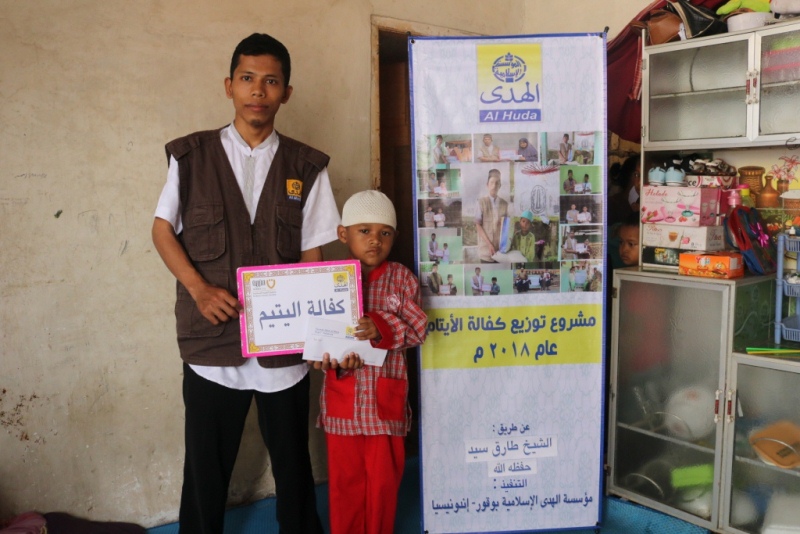 كفالة اليتيم
الهدى
Al Huda
مشروع توزيع كفالة الأيتام
عام ٢٠١٨ م
عن طريق :
الشيخ طارق سيد
حفظه الله
التنفيذ :
مؤسسة الهدى الإسلامية بوقور- إندونيسيا